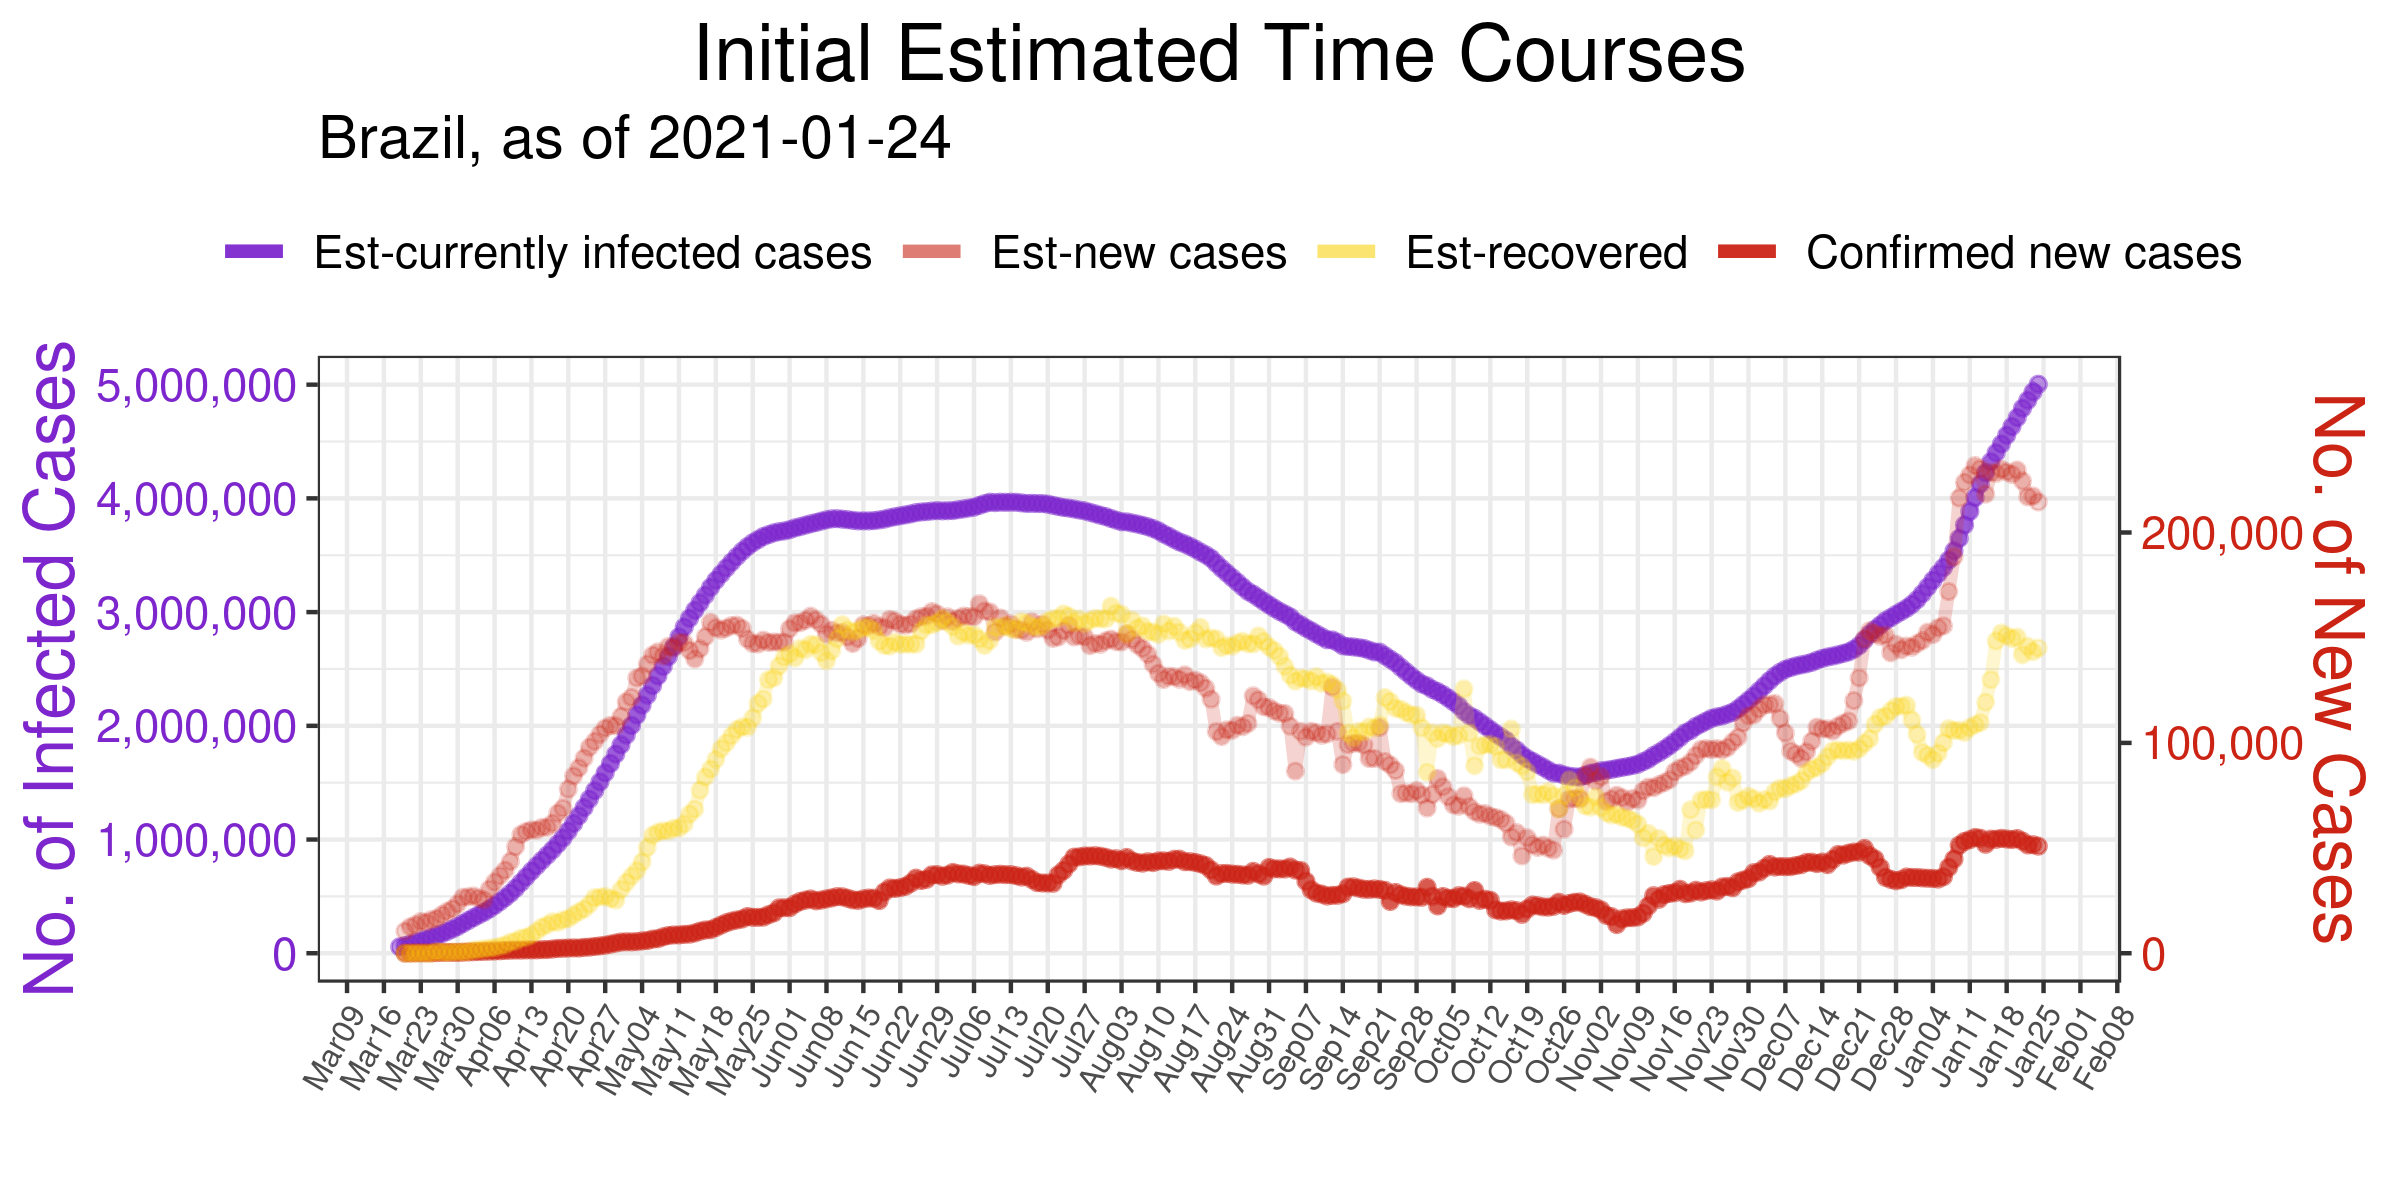 Initial Estimated Time Courses
Brazil, as of 2021-01-24
Est-currently infected cases
Est-new cases
Est-recovered
Confirmed new cases
No. of Infected Cases
5,000,000
4,000,000
3,000,000
2,000,000
1,000,000
0
200,000
100,000
0
No. of New Cases
Mar09
Mar16
Mar23
Mar30
Apr06
Apr13
Apr20
Apr27
May04
May11
May18
May25
Jun01
Jun08
Jun15
Jun22
Jun29
Jul06
Jul13
Jul20
Jul27
Aug03
Aug10
Aug17
Aug24
Aug31
Sep07
Sep14
Sep21
Sep28
Oct05
Oct12
Oct19
Oct26
Nov02
Nov09
Nov16
Nov23
Nov30
Dec07
Dec14
Dec21
Dec28
Jan04
Jan11
Jan18
Jan25
Feb01
Feb08